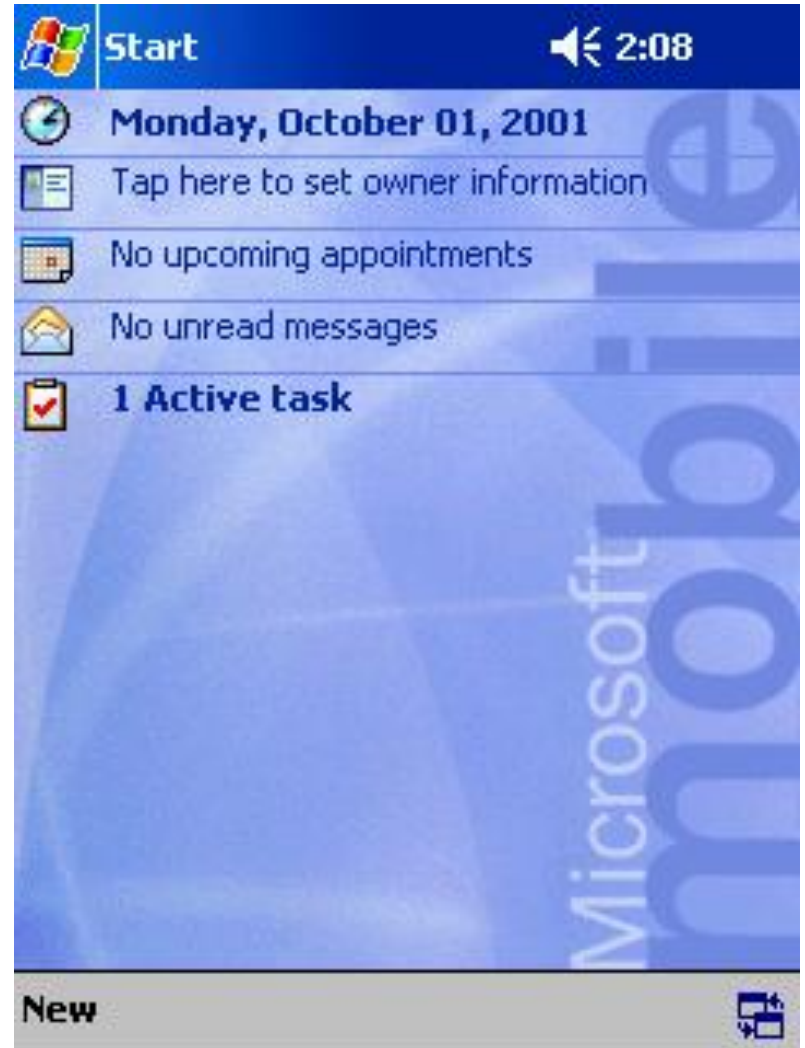 Start 2:08
Monday, October 01, 2001
Tap here to set owner information
No upcoming appointments
No unread messages
1 Active task
Microsoft
mobile
New